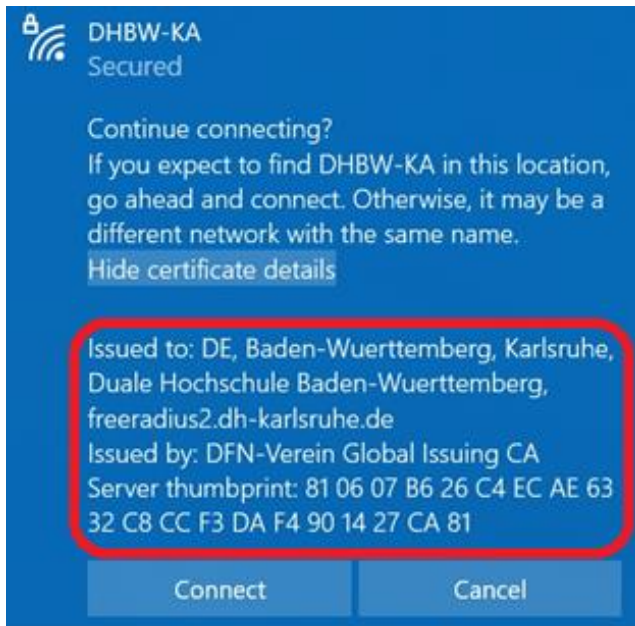 DHBW-KA
Secured
Continue connecting?
If you expect to find DHBW-KA in this location,
go ahead and connect. Otherwise, it may be a
different network with the same name.
Hide certificate details
Issued to: DE, Baden-Wuerttemberg, Karlsruhe,
Duale Hochschule Baden-Wuerttemberg,
freeradius2.dh-karlsruhe.de
Issued by: DFN-Verein Global Issuing CA
Server thumbprint: 81 06 07 B6 26 C4 EC AE 63
32 C8 CC F3 DA F4 90 14 27 CA 81
Connect
Cancel